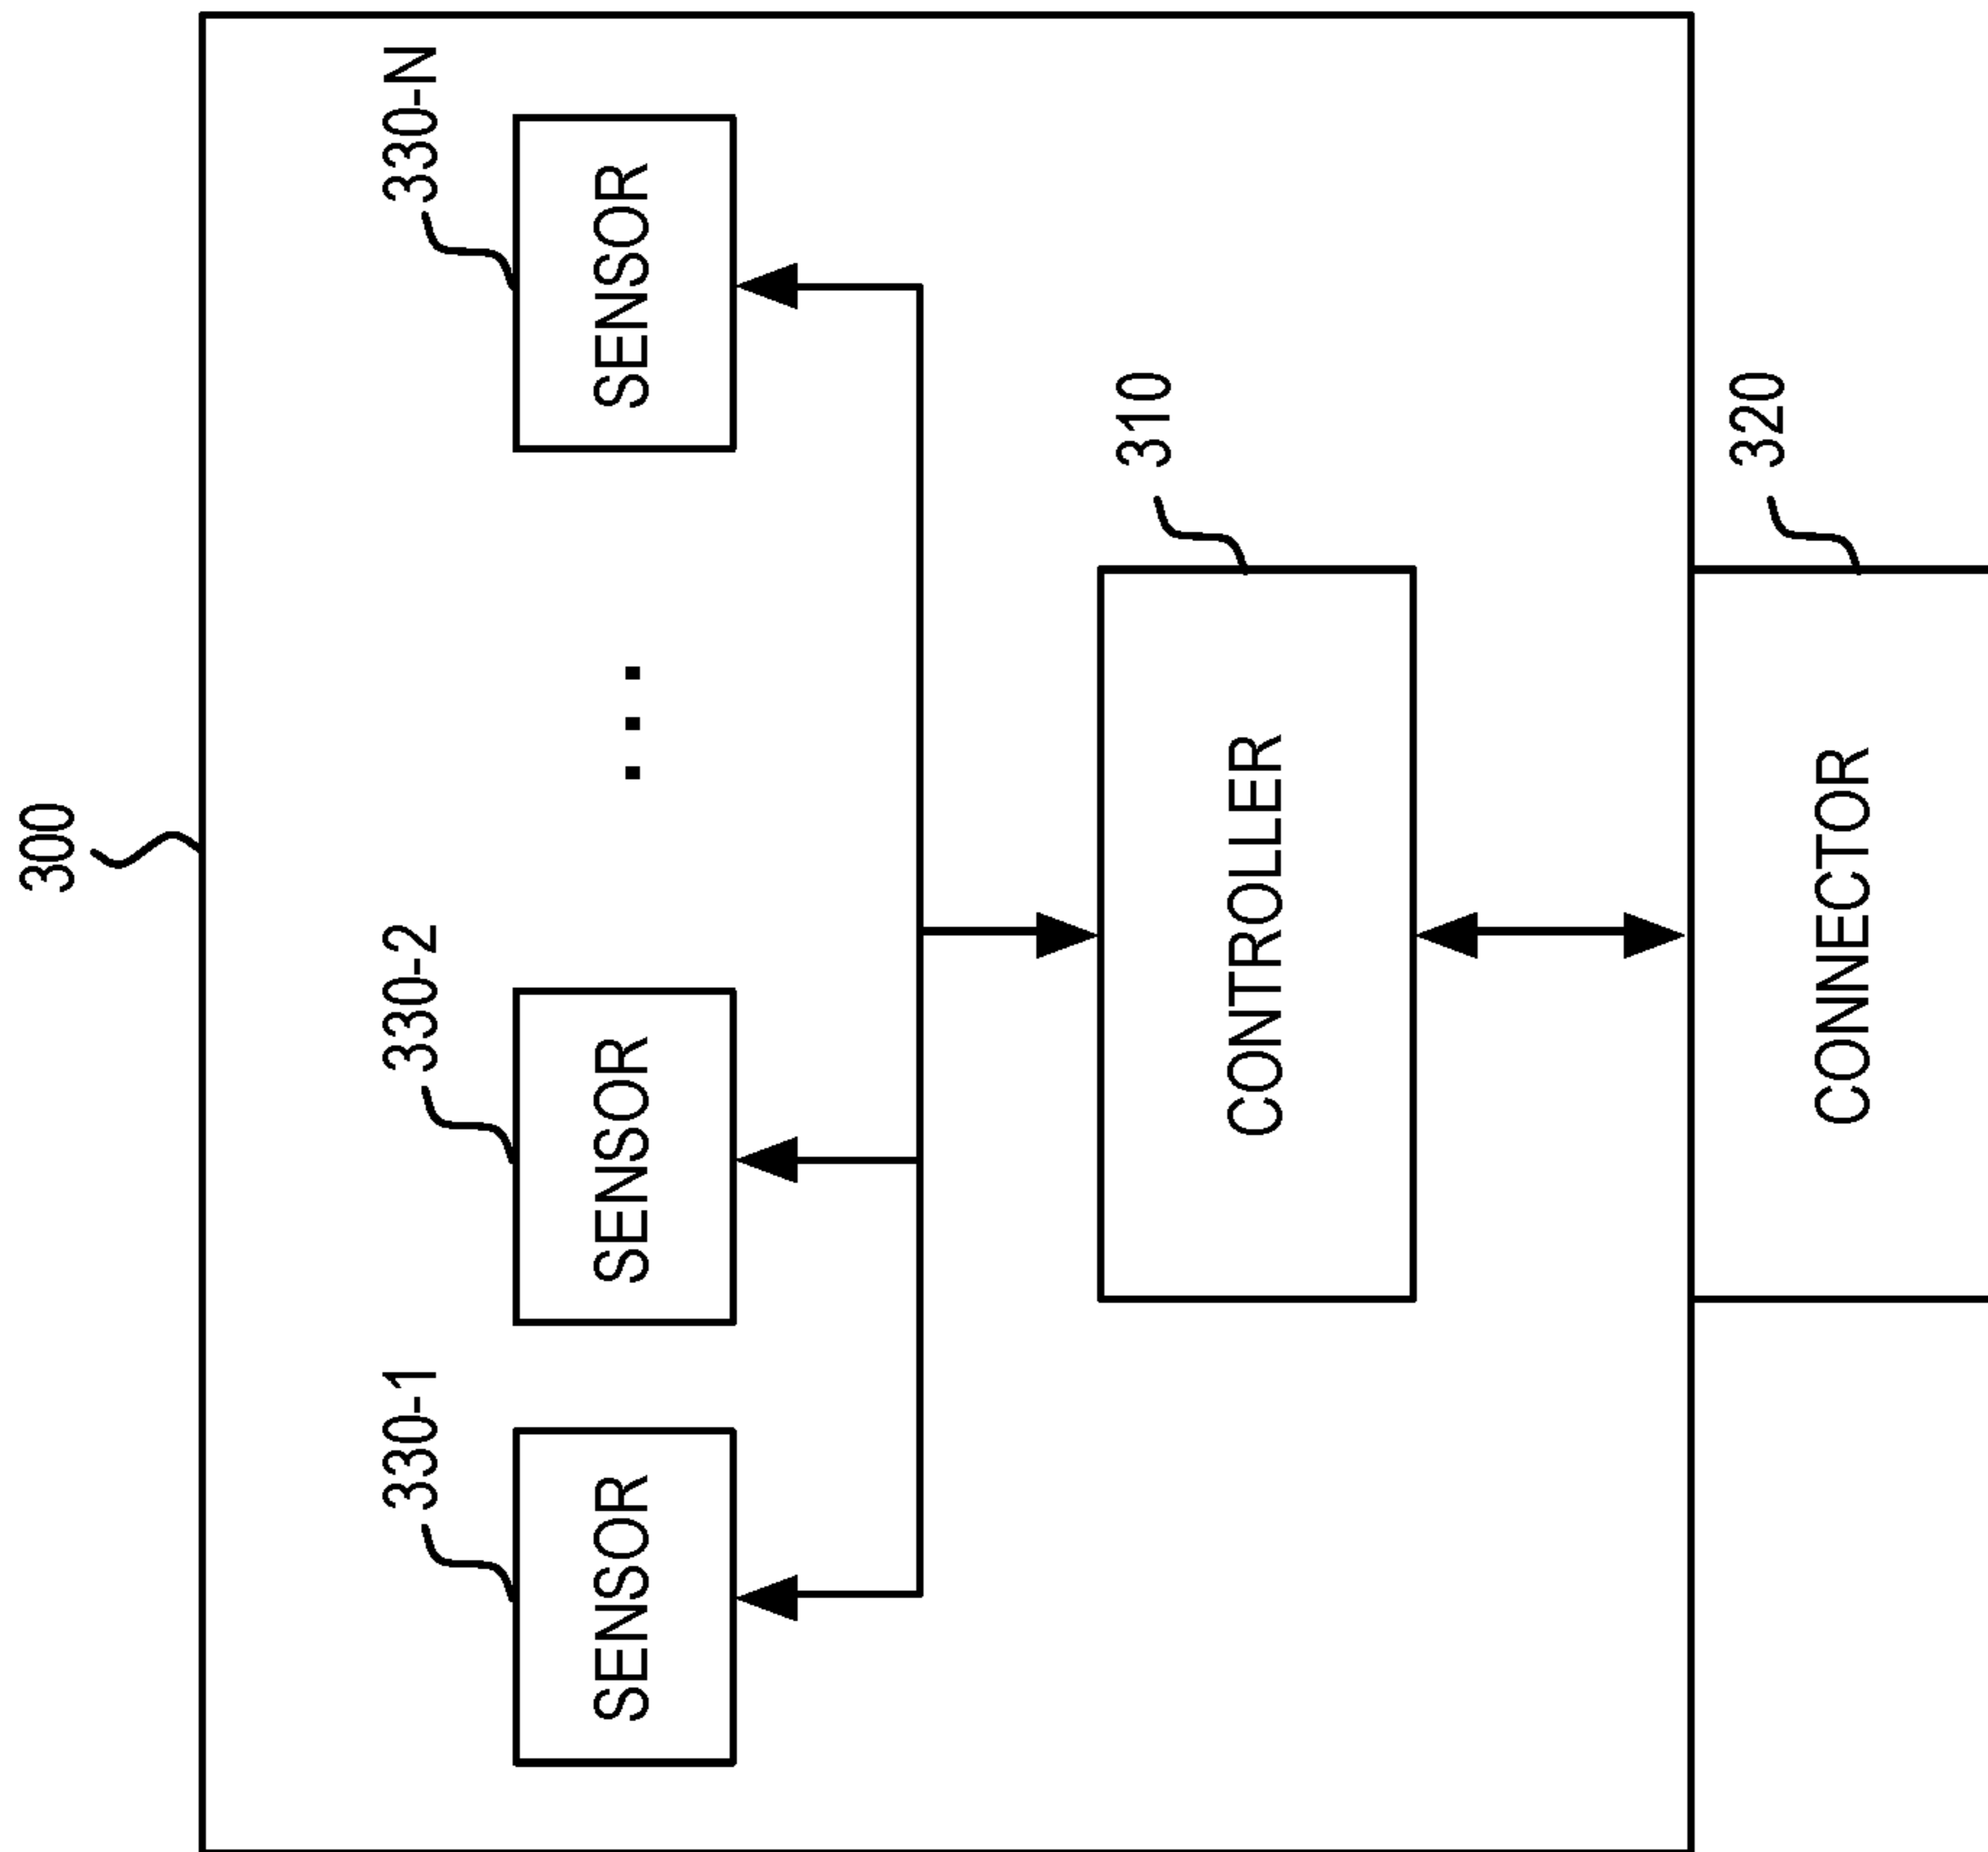 300
330-1
330-2
330-N
SENSOR
SENSOR
...
SENSOR
310
CONTROLLER
320
CONNECTOR